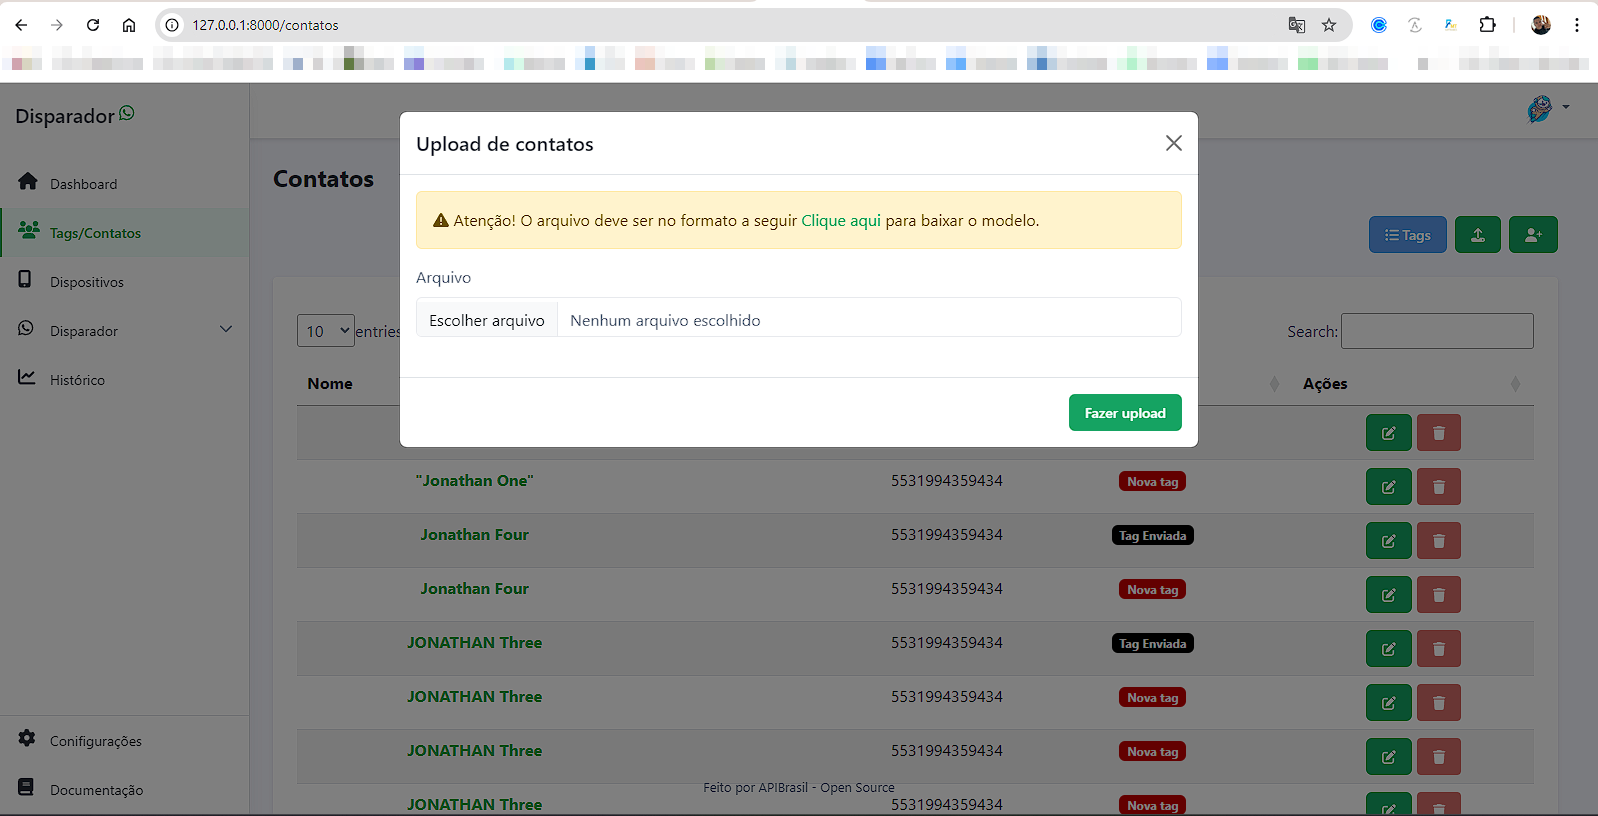 127.0.0.1:8000/contatos
Disparador
Dashboard
Tags/Contatos
Dispositivos
Disparador
Histórico
Conifigurações
Documentação
Contatos
Upload de contatos
Atenção! O arquivo deve ser no formato a seguir Clique aqui para baixar o modelo.
Arquivo
Escolher arquivo Nenhum arquivo escolhido
Fazer upload
Tags
10 entries
Search:
Nome Ações
"Jonathan One" 5531994359434 Nova tag
Jonathan Four 5531994359434 Tag Enviada
Jonathan Four 5531994359434 Nova tag
JONATHAN Three 5531994359434 Tag Enviada
JONATHAN Three 5531994359434 Nova tag
JONATHAN Three 5531994359434 Nova tag
JONATHAN Three 5531994359434 Nova tag
Feito por APIBrasil - Open Source